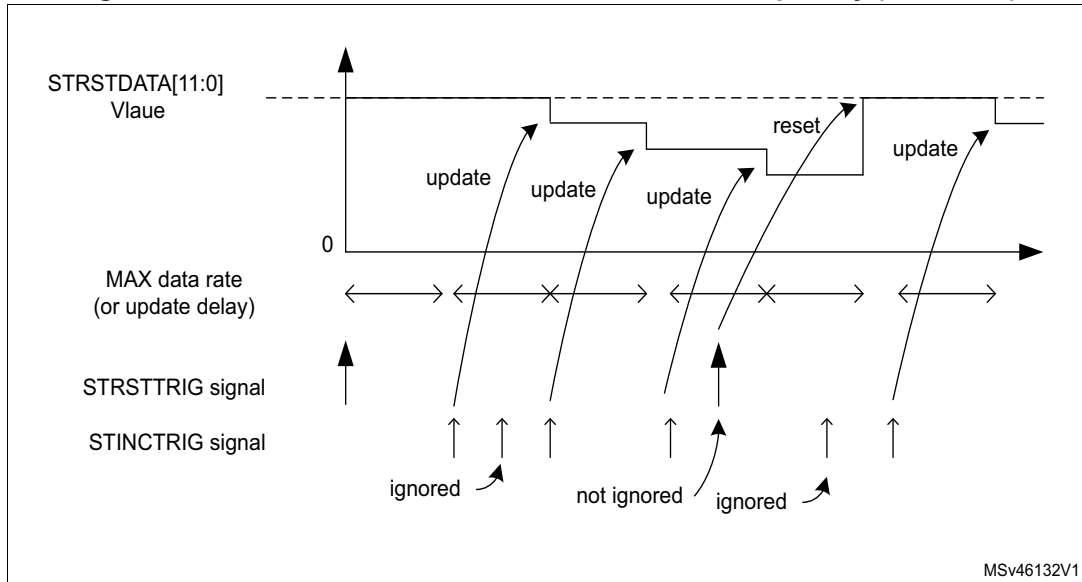 STRSTDATA[11:0]
Vlaue
reset
update
update
update
update
0
MAX data rate
(or update delay)
STRSTTRIG signal
STINCTRIG signal
ignored
not ignored
ignored
MSv46132V1